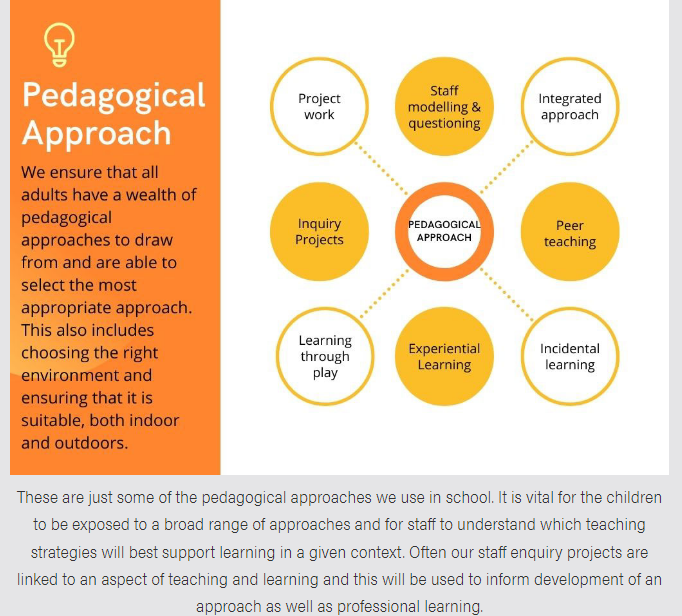 Pedagogical
Approach
We ensure that all
adults have a wealth of
pedagogical
approaches to draw
from and are able to
select the most
appropriate approach.
This also includes
choosing the right
environment and
ensuring that it is
suitable, both indoor
and outdoors.
Project
work
Staff
modelling &
questioning
Integrated
approach
Inquiry
Projects
PEDAGOGICAL
APPROACH
Peer
teaching
Learning
through
play
Experiential
Learning
Incidental
learning
These are just some of the pedagogical approaches we use in school. It is vital for the children
to be exposed to a broad range of approaches and for staff to understand which teaching
strategies will best support learning in a given context. Often our staff enquiry projects are
linked to an aspect of teaching and learning and this will be used to inform development of an
approach as well as professional learning.